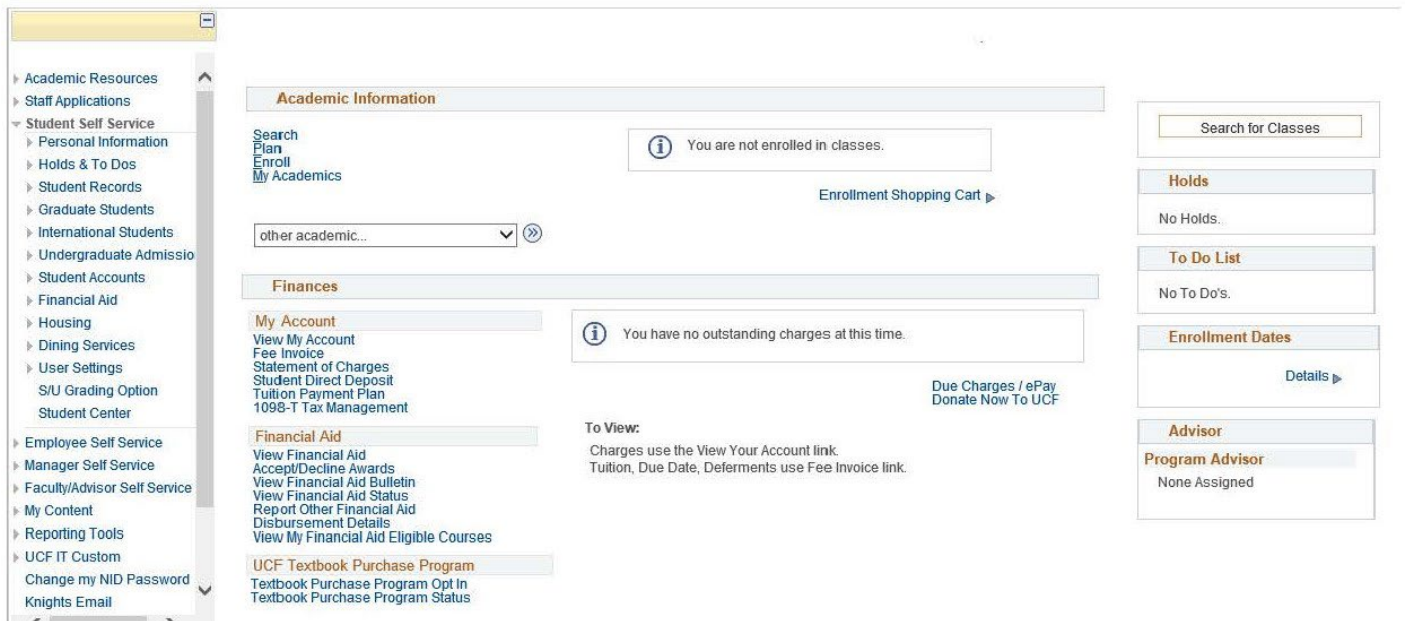 Academic Resources
Staff Applications
Student Self Service
Personal Information
Holds & To Dos
Student Records
Graduate Students
International Students
Undergraduate Admissio
Student Accounts
Financial Aid
Housing
Dining Services
User Settings
S/U Grading Option
Student Center
Employee Self Service
Manager Self Service
Faculty/Advisor Self Service
My Content
Reporting Tools
UCF IT Custom
Change my NID Password
Knights Email
Academic Information
Search
Plan
Enroll
My Academics
You are not enrolled in classes.
Enrollment Shopping Cart
other academic...
Finances
My Account
View My Account
Fee Invoice
Statement of Charges
Student Direct Deposit
Tuition Payment Plan
1098-T Tax Management
You have no outstanding charges at this time.
Due Charges / ePay
Donate Now To UCF
To View:
Charges use the View Your Account link.
Tuition, Due Date, Deferments use Fee Invoice link.
Financial Aid
View Financial Aid
Accept/Decline Awards
View Financial Aid Bulletin
View Financial Aid Status
Report Other Financial Aid
Disbursement Details
View My Financial Aid Eligible Courses
UCF Textbook Purchase Program
Textbook Purchase Program Opt In
Textbook Purchase Program Status
Search for Classes
Holds
No Holds.
To Do List
No To Do's.
Enrollment Dates
Details
Advisor
Program Advisor
None Assigned